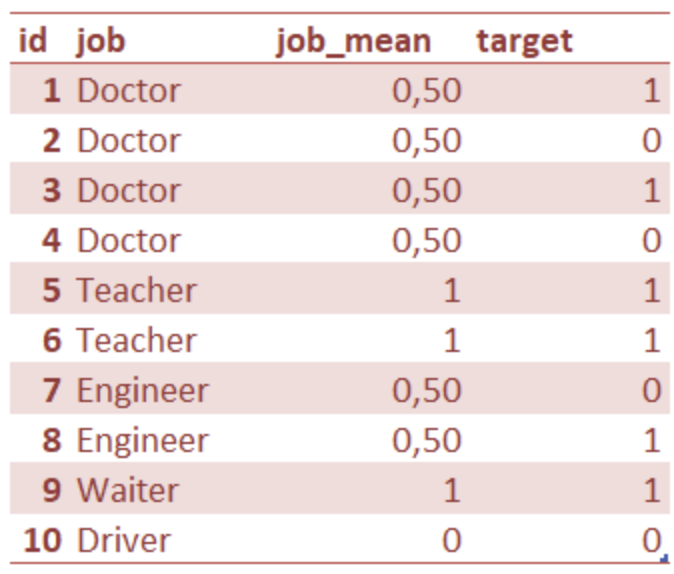 id job job_mean target
1 Doctor 0,50 1
2 Doctor 0,50 0
3 Doctor 0,50 1
4 Doctor 0,50 0
5 Teacher 1 1
6 Teacher 1 1
7 Engineer 0,50 0
8 Engineer 0,50 1
9 Waiter 1 1
10 Driver 0 0